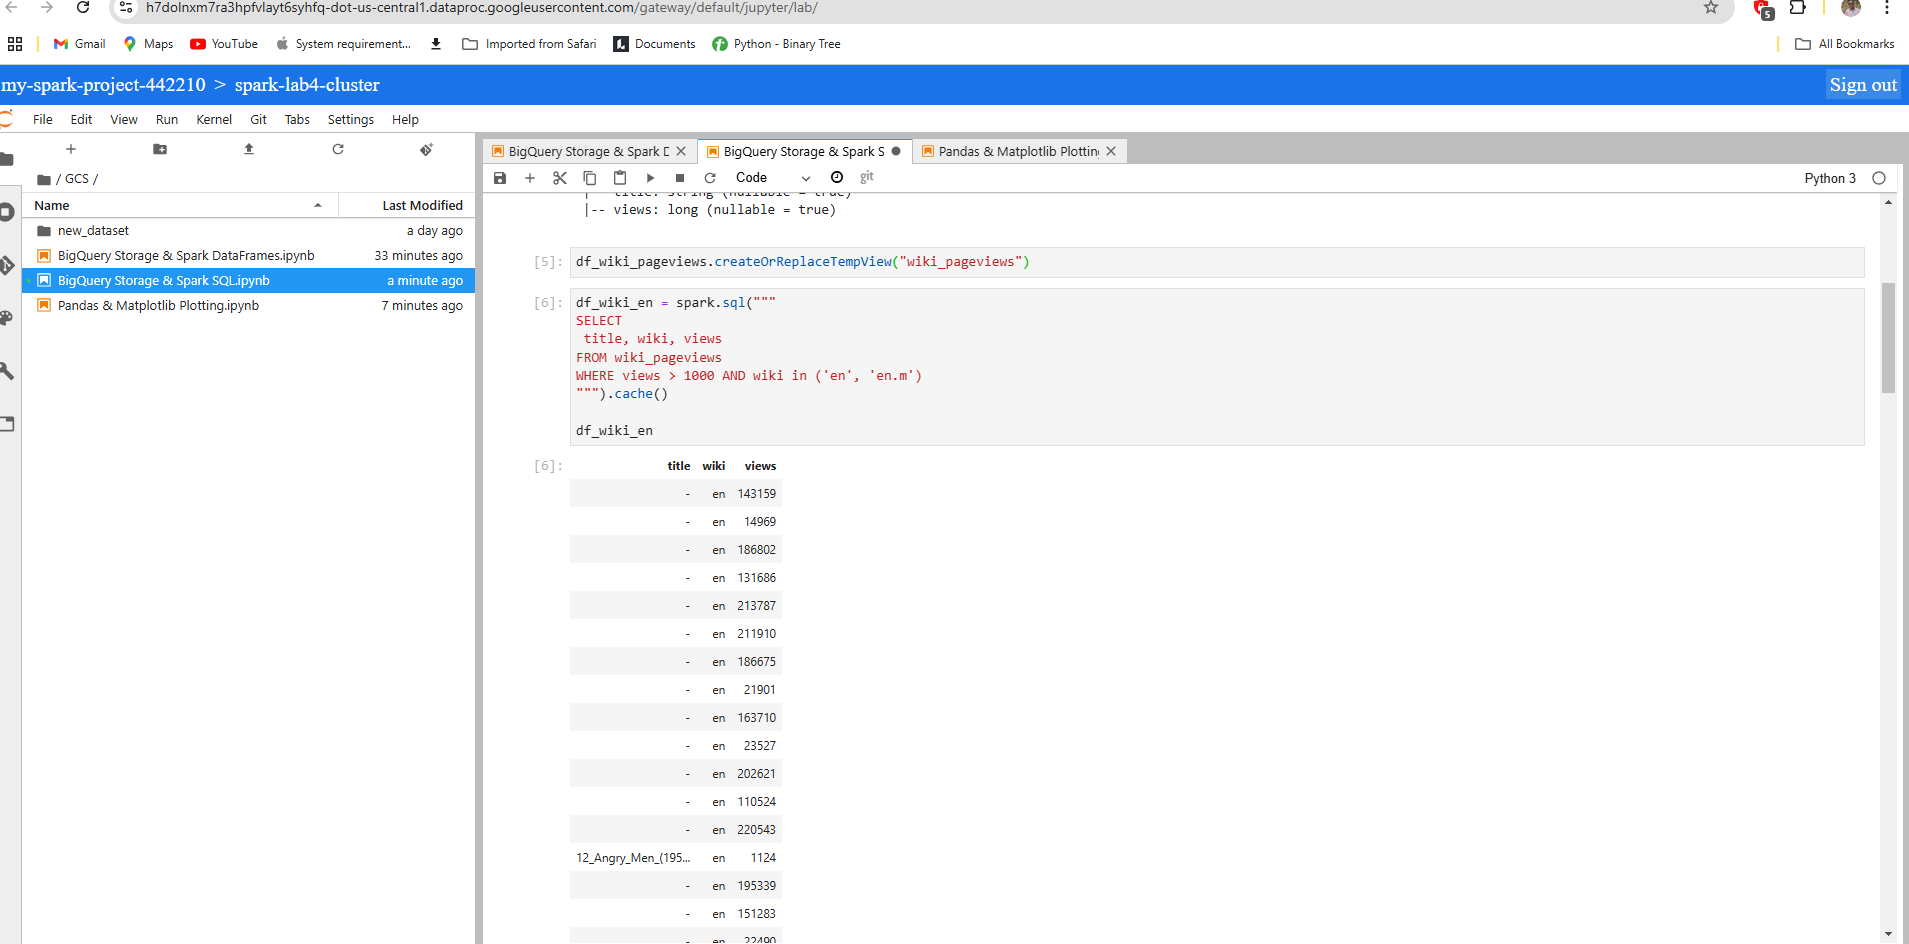 h7dolnxm7ra3hpfvlayt6syhfq-dot-us-central1.dataproc.googleusercontent.com/gateway/default/jupyter/lab/
5
Gmail Maps YouTube System requirement... Imported from Safari Documents Python - Binary Tree All Bookmarks
my-spark-project-442210 > spark-lab4-cluster Sign out
File Edit View Run Kernel Git Tabs Settings Help
/ GCS /
Name Last Modified
new_dataset a day ago
BigQuery Storage & Spark DataFrames.ipynb 33 minutes ago
BigQuery Storage & Spark SQL.ipynb a minute ago
Pandas & Matplotlib Plotting.ipynb 7 minutes ago
BigQuery Storage & Spark D BigQuery Storage & Spark S Pandas & Matplotlib Plottin
Code git Python 3
|-- title: string (nullable = true)
|-- views: long (nullable = true)
[5]: df_wiki_pageviews.createOrReplaceTempView("wiki_pageviews")
[6]: df_wiki_en = spark.sql("""
SELECT
title, wiki, views
FROM wiki_pageviews
WHERE views > 1000 AND wiki in ('en', 'en.m')
""").cache()
df_wiki_en
[6]: title wiki views
- en 143159
- en 14969
- en 186802
- en 131686
- en 213787
- en 211910
- en 186675
- en 21901
- en 163710
- en 23527
- en 202621
- en 110524
- en 220543
12_Angry_Men_(195... en 1124
- en 195339
- en 151283
- en 22490